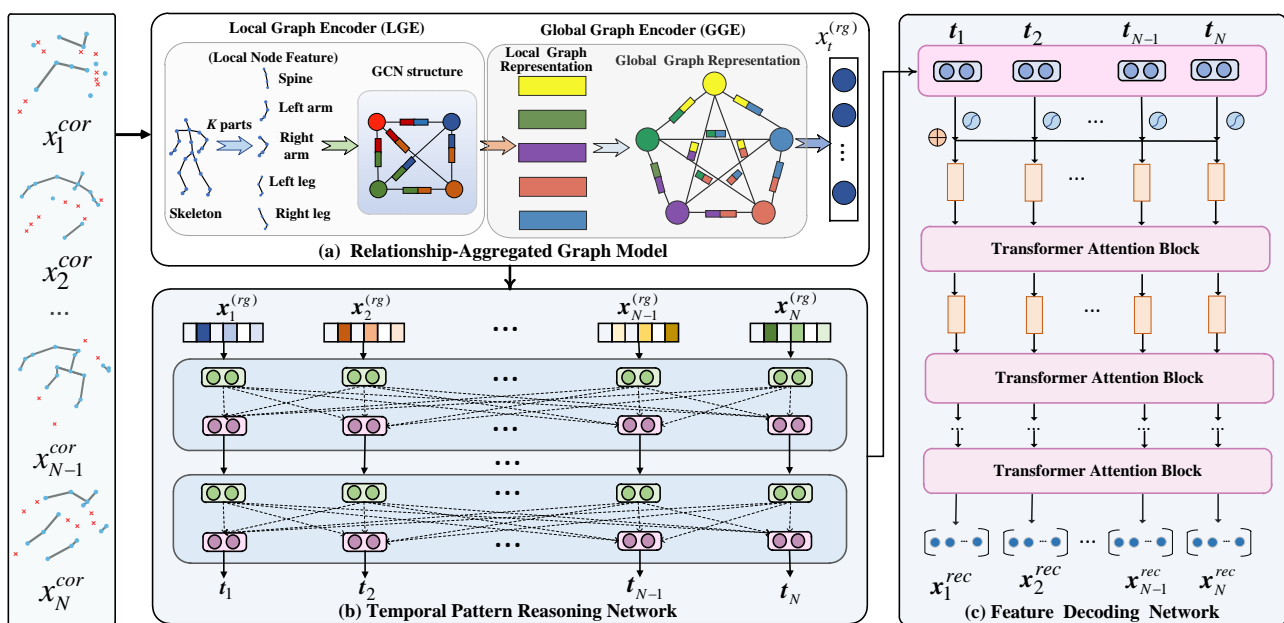 x_1^{cor}
x_2^{cor}
...
x_{N-1}^{cor}
x_N^{cor}
Local Graph Encoder (LGE)
(Local Node Feature)
Spine
Left arm
Right
arm
Left leg
Right leg
K parts
Skeleton
GCN structure
Global Graph Encoder (GGE)
Local Graph
Representation
Global Graph Representation
x_t^{(rg)}
(a) Relationship-Aggregated Graph Model
x_1^{(rg)}
x_2^{(rg)}
...
x_{N-1}^{(rg)}
x_N^{(rg)}
...
...
...
...
...
t_1
t_2
...
t_{N-1}
t_N
(b) Temporal Pattern Reasoning Network
t_1
t_2
t_{N-1}
t_N
...
...
Transformer Attention Block
...
Transformer Attention Block
... ... ... ...
Transformer Attention Block
...
x_1^{rec}
x_2^{rec}
...
x_{N-1}^{rec}
x_N^{rec}
(c) Feature Decoding Network